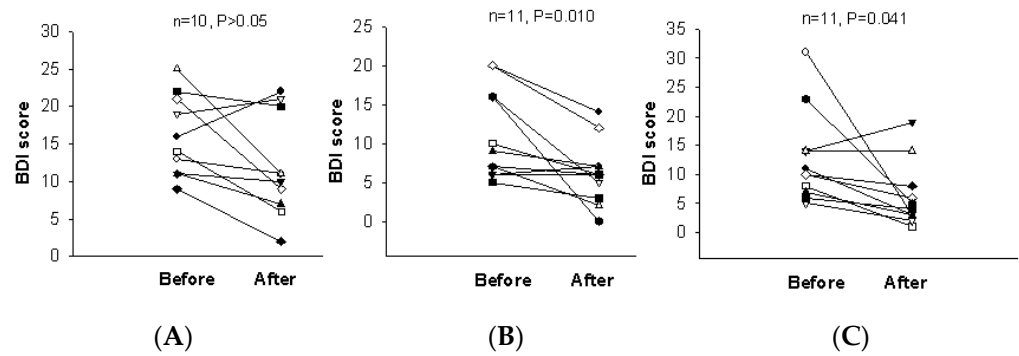 n=10, P>0.05
30
25
20
15
10
5
0
BDI score
Before After
(A)
n=11, P=0.010
25
20
15
10
5
0
BDI score
Before After
(B)
n=11, P=0.041
35
30
25
20
15
10
5
0
BDI score
Before After
(C)